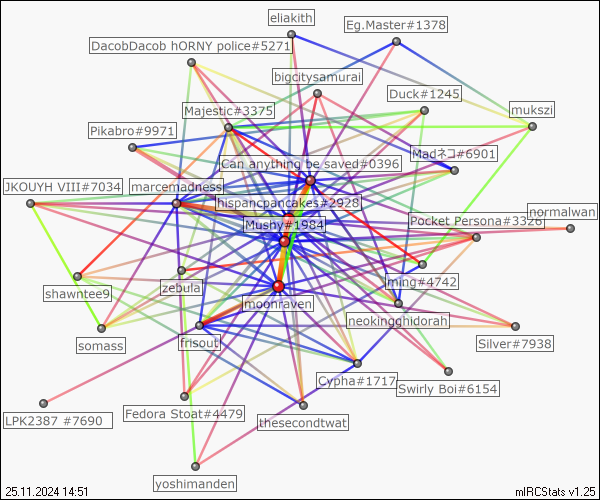 eliakith
Eg.Master#1378
DacobDacob hORNY police#5271
bigcitysamurai
Duck#1245
Majestic#3375
mukszi
Pikabro#9971
Madネコ#6901
Can anything be saved#0396
JKOUYH VIII#7034
marcemadness
hispancpancakes#2928
normalwan
Pocket Persona#3326
Mushy#1984
ming#4742
shawntee9
zebula
moonraven
neokingghidorah
somass
frisout
Silver#7938
Cypha#1717
Swirly Boi#6154
LPK2387 #7690
Fedora Stoat#4479
thesecondtwat
yoshimanden
25.11.2024 14:51
mIRCStats v1.25